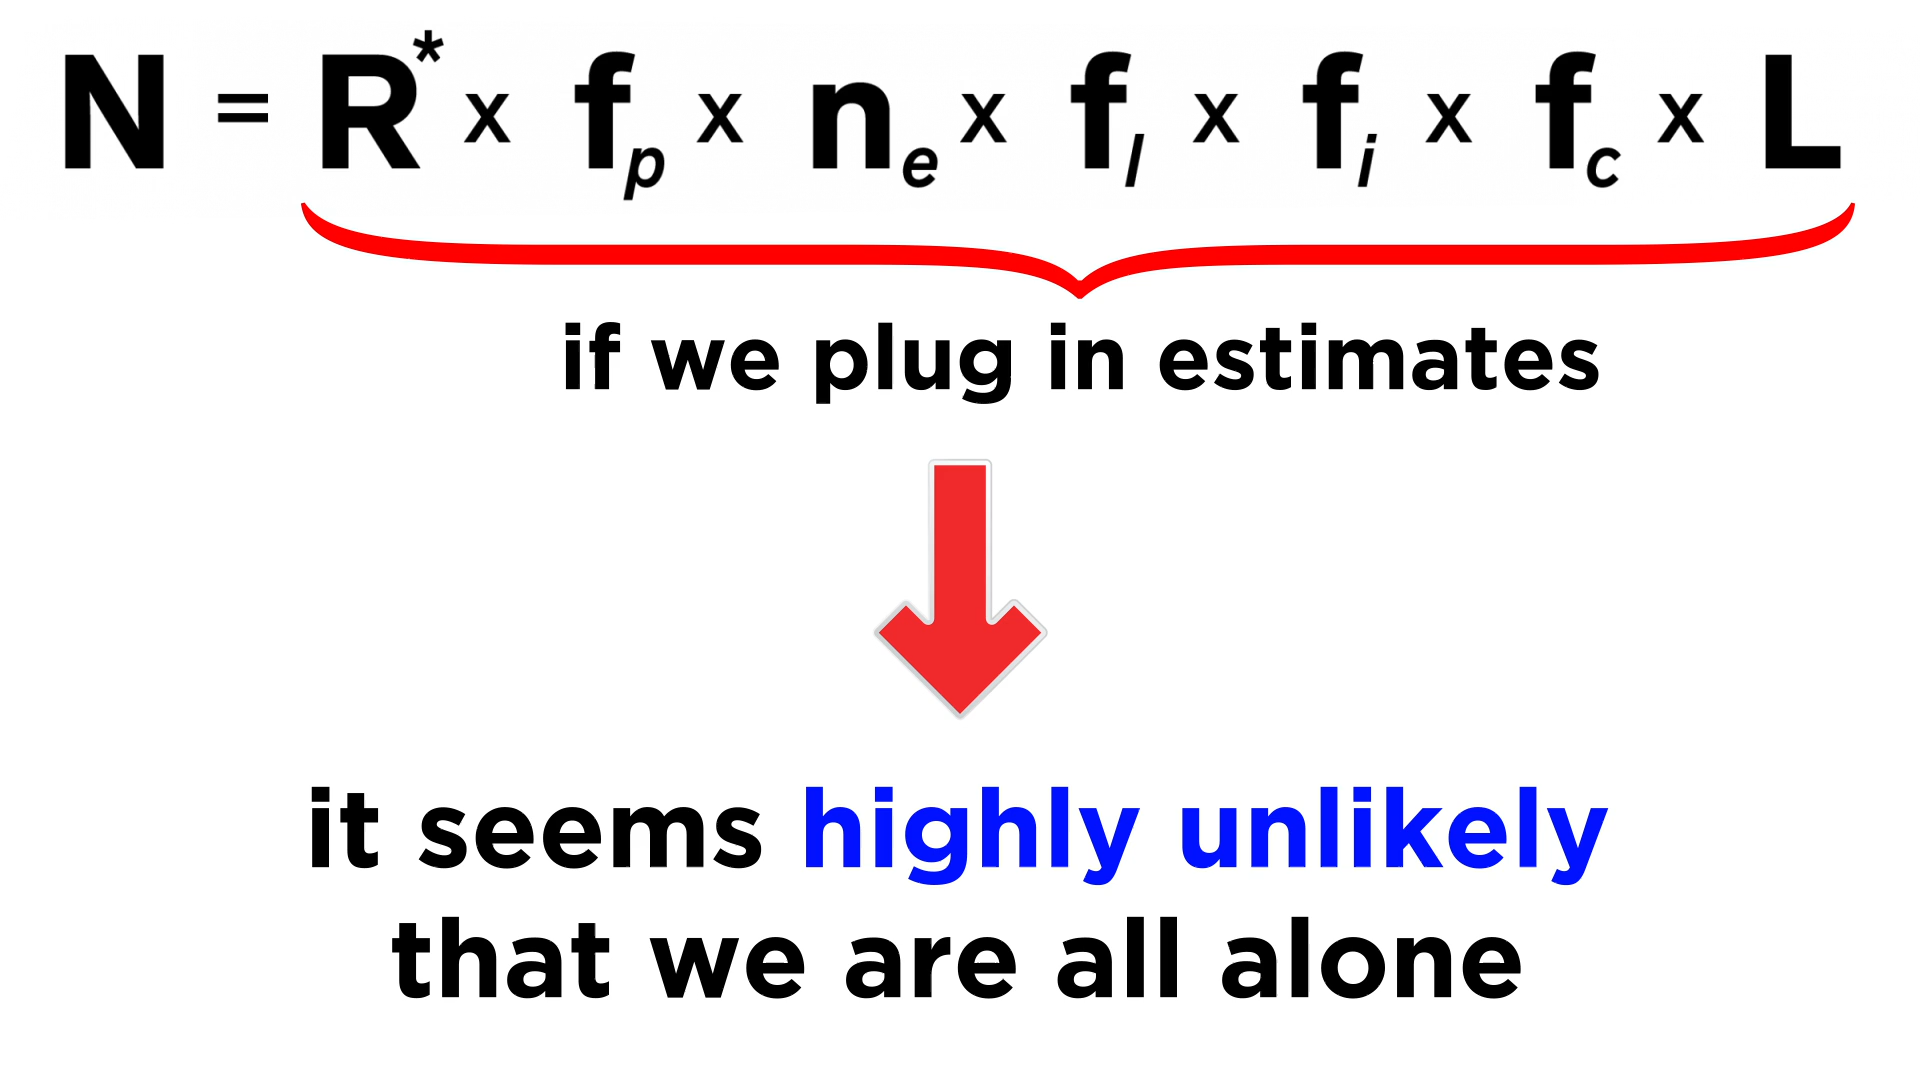 N = R* x fp x ne x fl x fi x fc x L
if we plug in estimates
it seems highly unlikely
that we are all alone